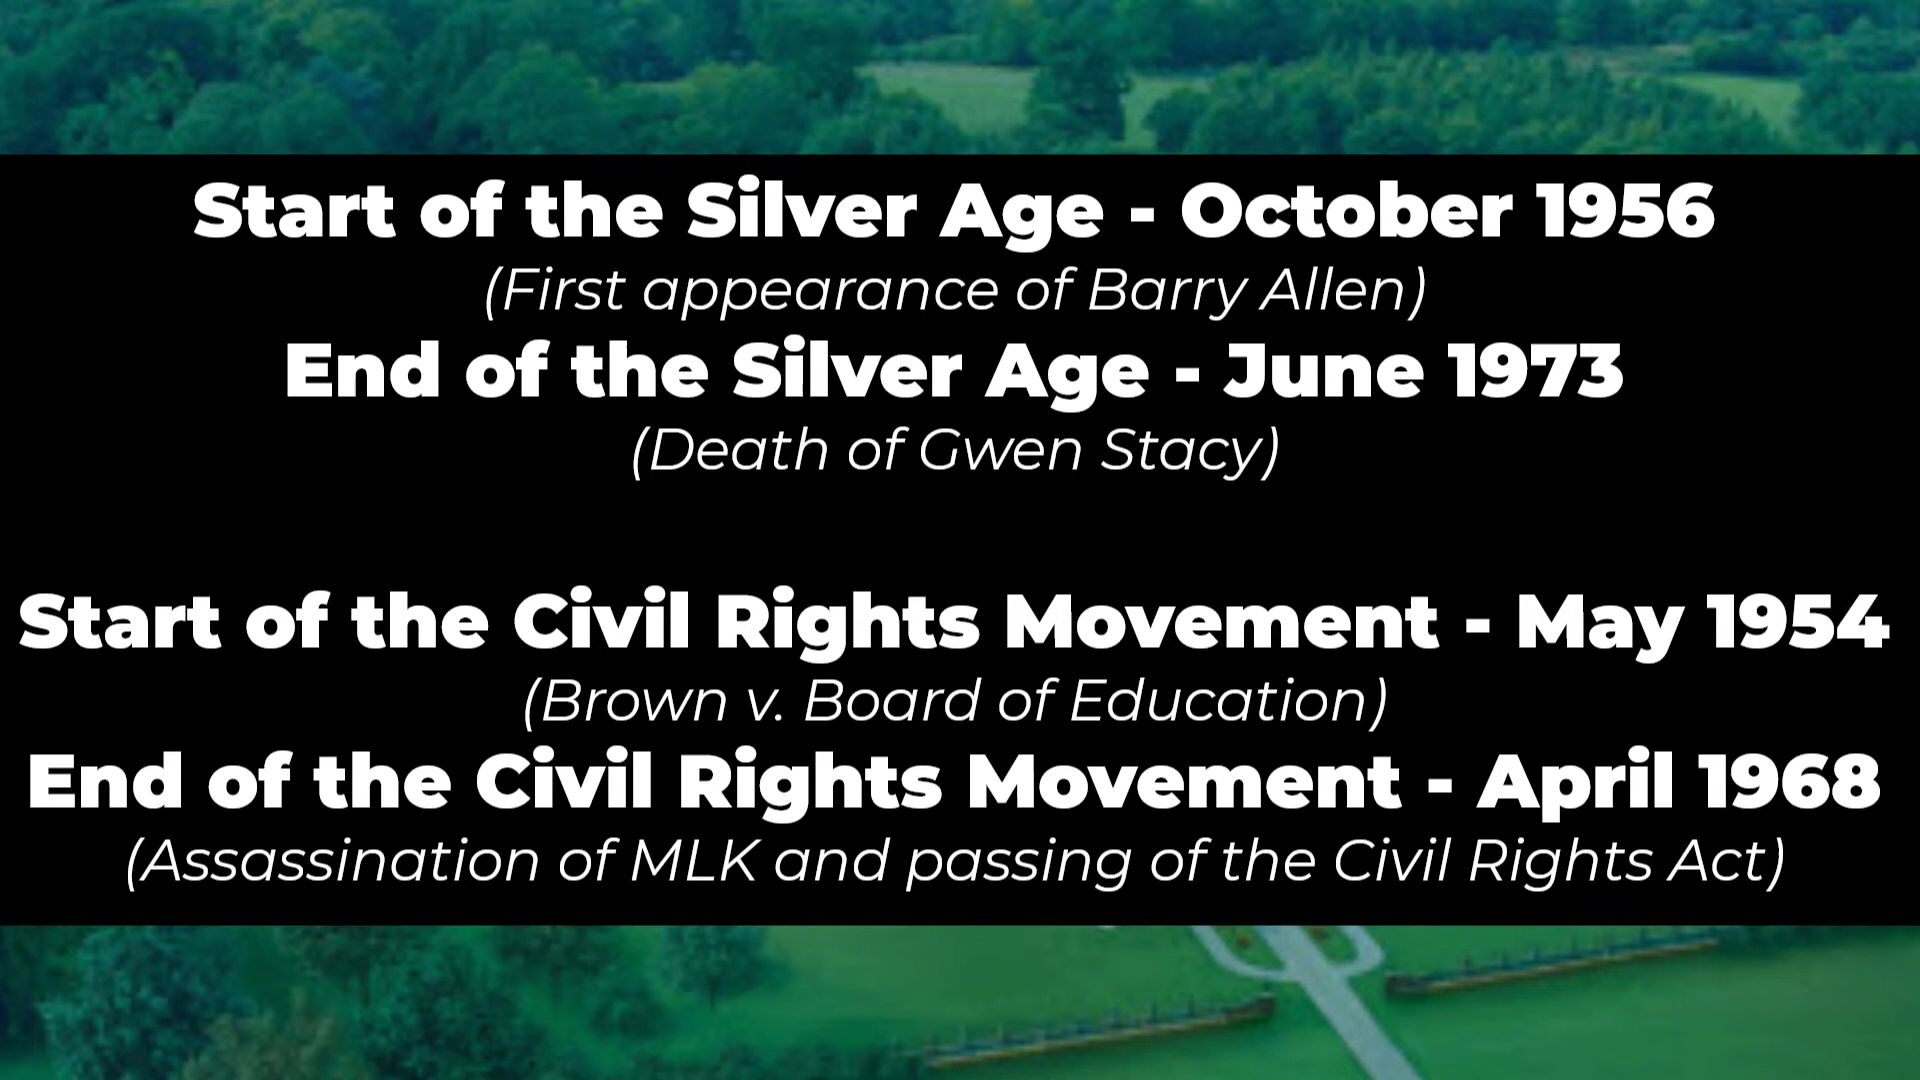 Start of the Silver Age - October 1956
(First appearance of Barry Allen)
End of the Silver Age - June 1973
(Death of Gwen Stacy)
Start of the Civil Rights Movement - May 1954
(Brown v. Board of Education)
End of the Civil Rights Movement - April 1968
(Assassination of MLK and passing of the Civil Rights Act)